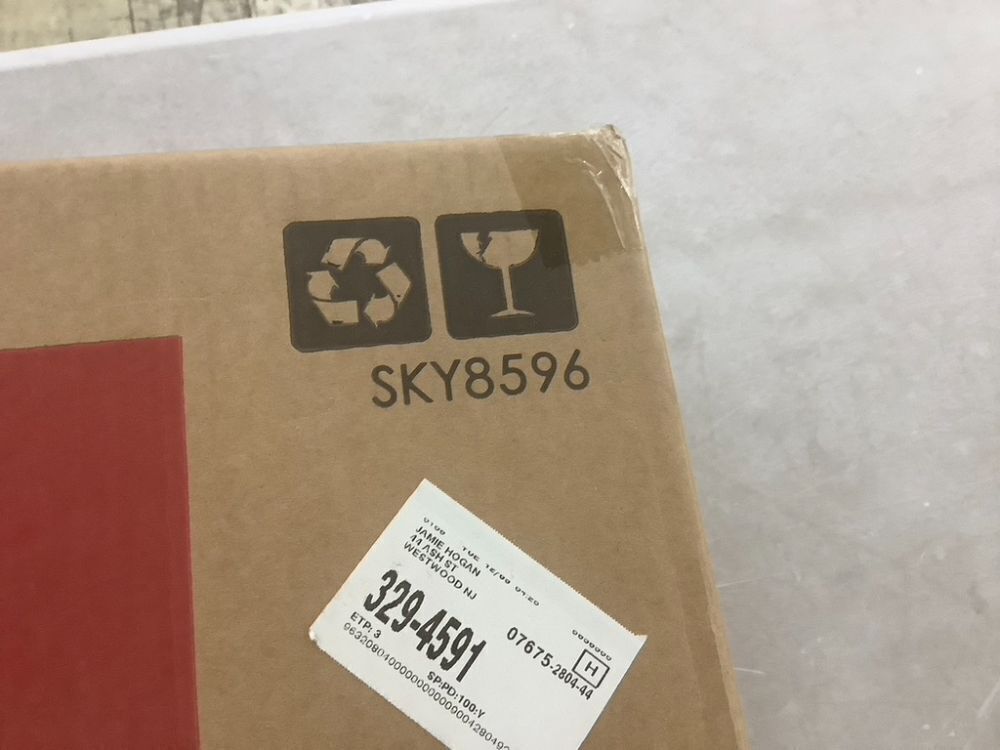 SKY8596
JAMIE HOGAN
44 ASH ST
WESTWOOD NJ
329-4591
07675-2804-44
H
ETP: 3
SP:PD:100:Y